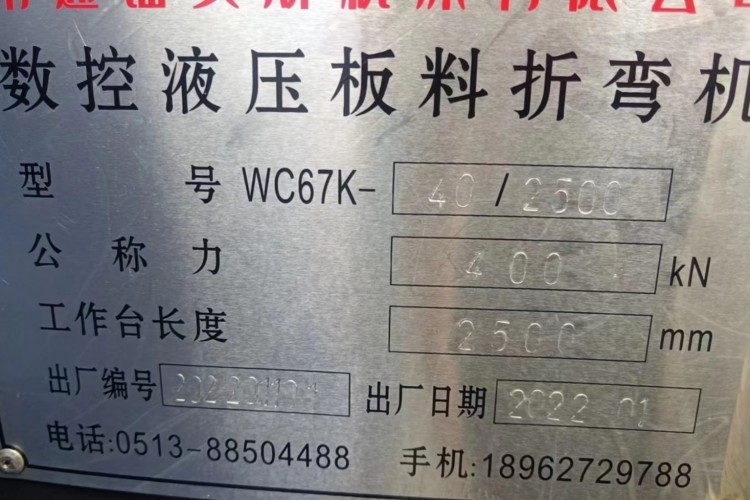 数控液压板料折弯机
型 号 WC67K- 40 / 2500
公 称 力 400 kN
工作台长度 2500 mm
出厂编号 出厂日期 2022 01
电话:0513-88504488 手机:18962729788